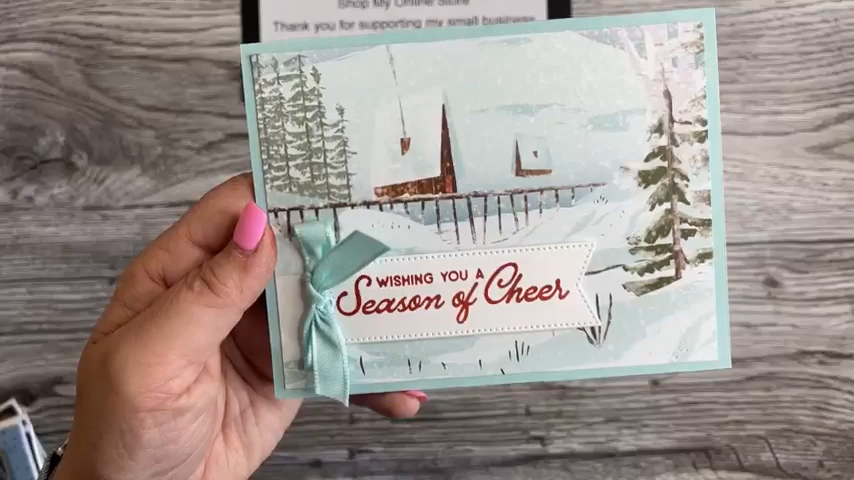 Shop My Online Store
Thank you for supporting my small business
WISHING YOU A
Season of Cheer